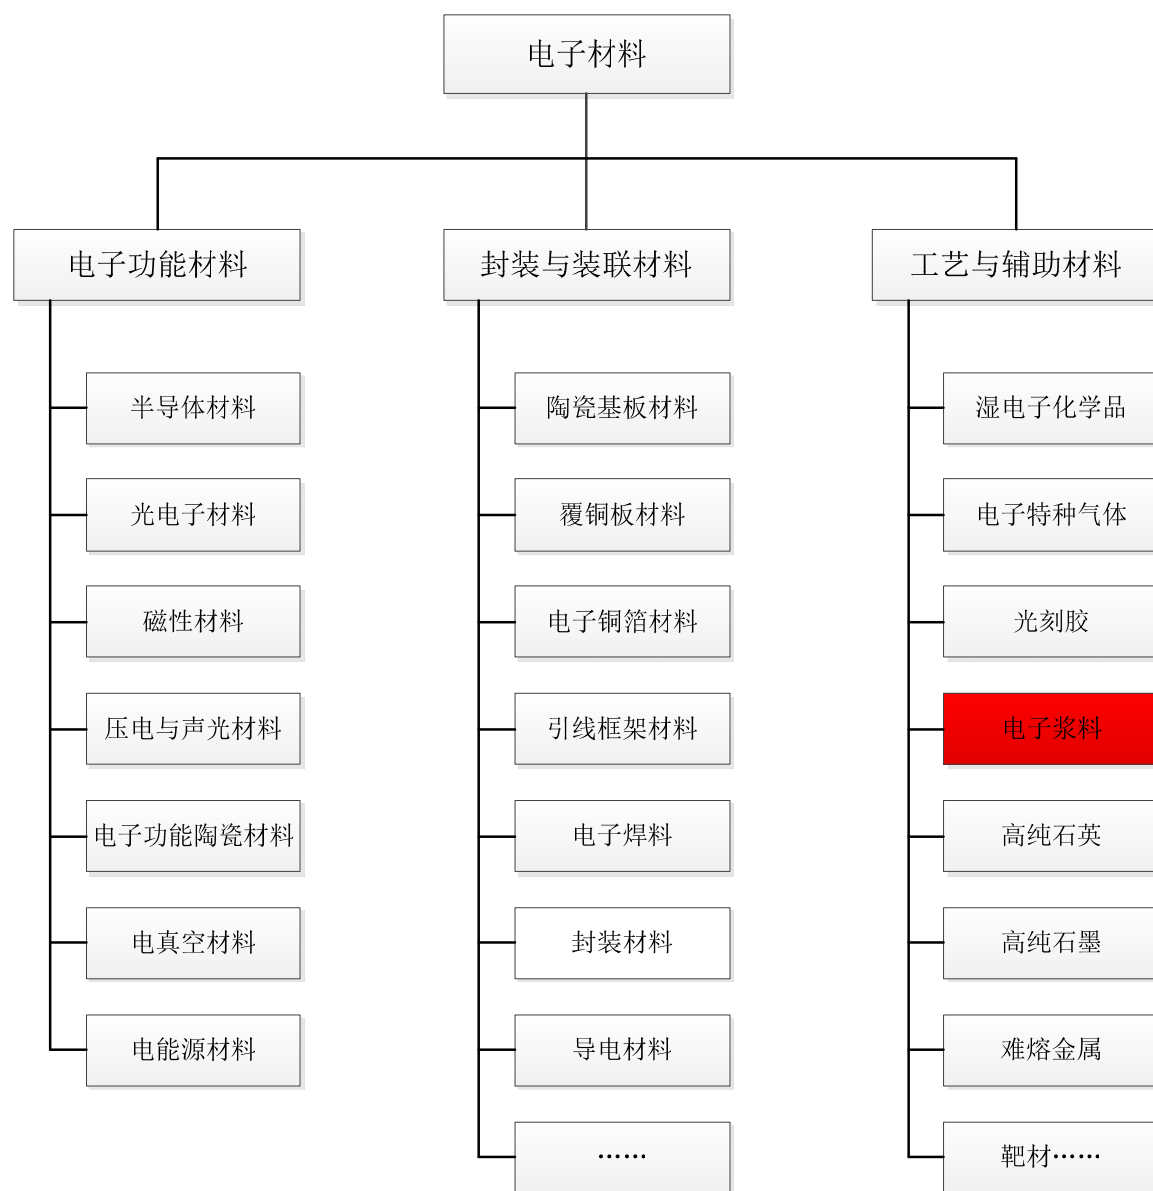 电子材料
电子功能材料
半导体材料
光电子材料
磁性材料
压电与声光材料
电子功能陶瓷材料
电真空材料
电能源材料
封装与装联材料
陶瓷基板材料
覆铜板材料
电子铜箔材料
引线框架材料
电子焊料
封装材料
导电材料
……
工艺与辅助材料
湿电子化学品
电子特种气体
光刻胶
电子浆料
高纯石英
高纯石墨
难熔金属
靶材……